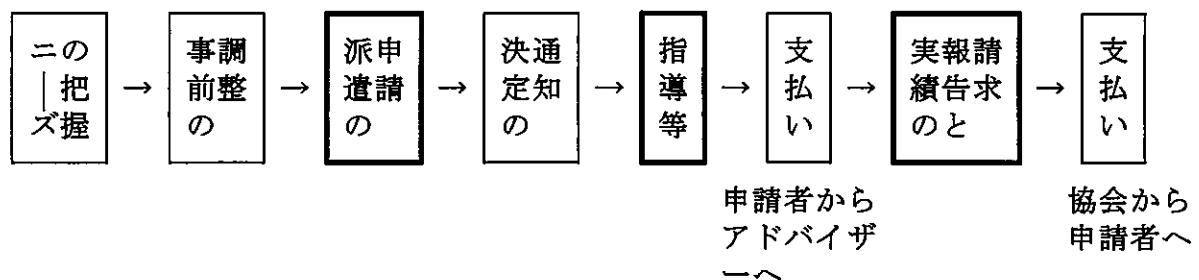 ニーズ
の把握
→
事前の
調整
→
派遣の
申請
→
決定の
通知
→
指導等
→
支払い
→
実績の
報告と
請求
→
支払い
申請者から
アドバイザ
ーへ
協会から
申請者へ